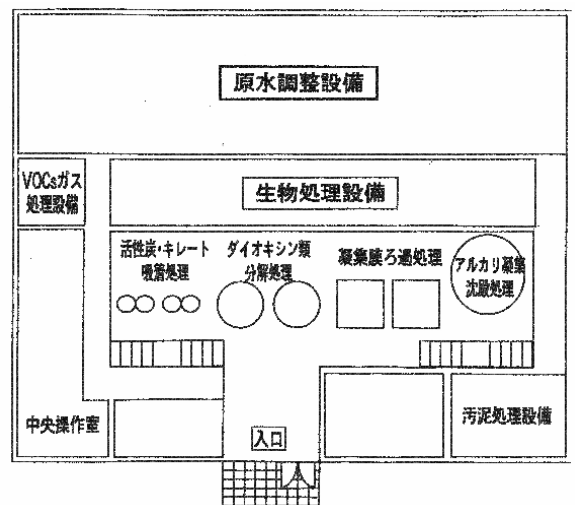 原水調整設備
VOCsガス
処理設備
生物処理設備
活性炭・キレート
吸着処理
ダイオキシン類
分解処理
凝集膜ろ過処理
アルカリ凝集
沈殿処理
中央操作室
入口
汚泥処理設備